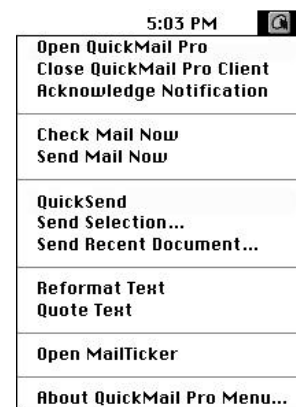 5:03 PM
Open QuickMail Pro
Close QuickMail Pro Client
Acknowledge Notification
Check Mail Now
Send Mail Now
QuickSend
Send Selection...
Send Recent Document...
Reformat Text
Quote Text
Open MailTicker
About QuickMail Pro Menu...